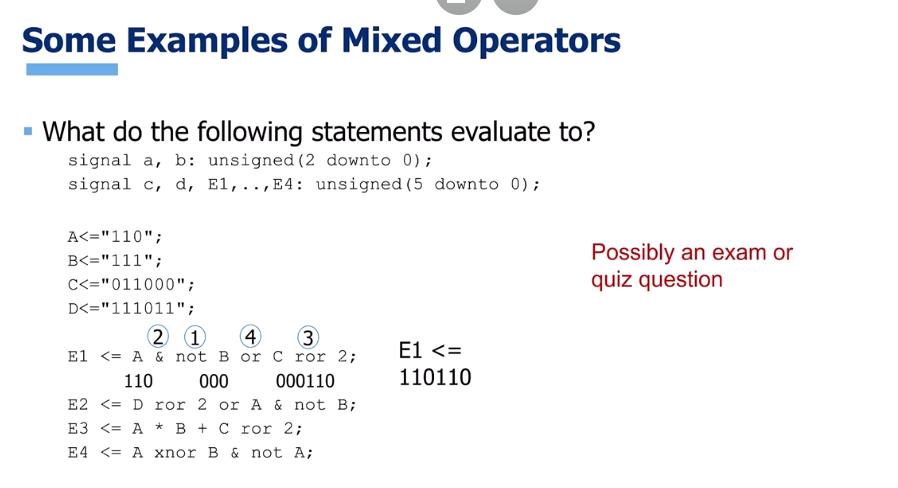 Some Examples of Mixed Operators
What do the following statements evaluate to?
signal a, b: unsigned(2 downto 0);
signal c, d, E1,..,E4: unsigned(5 downto 0);
A<="110";
B<="111";
C<="011000";
D<="111011";
Possibly an exam or
quiz question
2 1 4 3
E1 <= A & not B or C ror 2;
110 000 000110
E1 <=
110110
E2 <= D ror 2 or A & not B;
E3 <= A * B + C ror 2;
E4 <= A xnor B & not A;